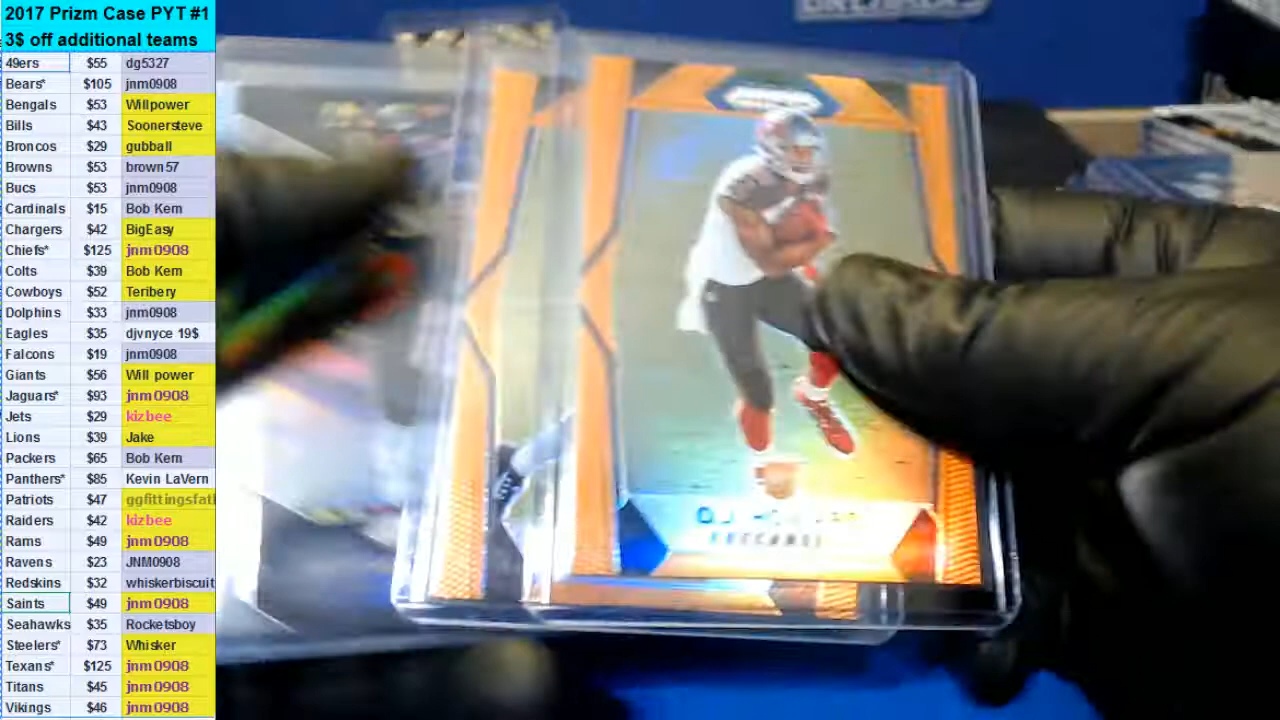 2017 Prizm Case PYT #1
3$ off additional teams
49ers $55 dg5327
Bears* $105 jnm0908
Bengals $53 Willpower
Bills $43 Soonersteve
Broncos $29 gubball
Browns $53 brown57
Bucs $53 jnm0908
Cardinals $15 Bob Kern
Chargers $42 BigEasy
Chiefs* $125 jnm0908
Colts $39 Bob Kern
Cowboys $52 Teribery
Dolphins $33 jnm0908
Eagles $35 djvnyce 19$
Falcons $19 jnm0908
Giants $56 Will power
Jaguars* $93 jnm0908
Jets $29 kizbee
Lions $39 Jake
Packers $65 Bob Kern
Panthers* $85 Kevin LaVern
Patriots $47 ggfittingsfatl
Raiders $42 kizbee
Rams $49 jnm0908
Ravens $23 JNM0908
Redskins $32 whiskerbiscuit
Saints $49 jnm0908
Seahawks $35 Rocketsboy
Steelers* $73 Whisker
Texans* $125 jnm0908
Titans $45 jnm0908
Vikings $46 jnm0908